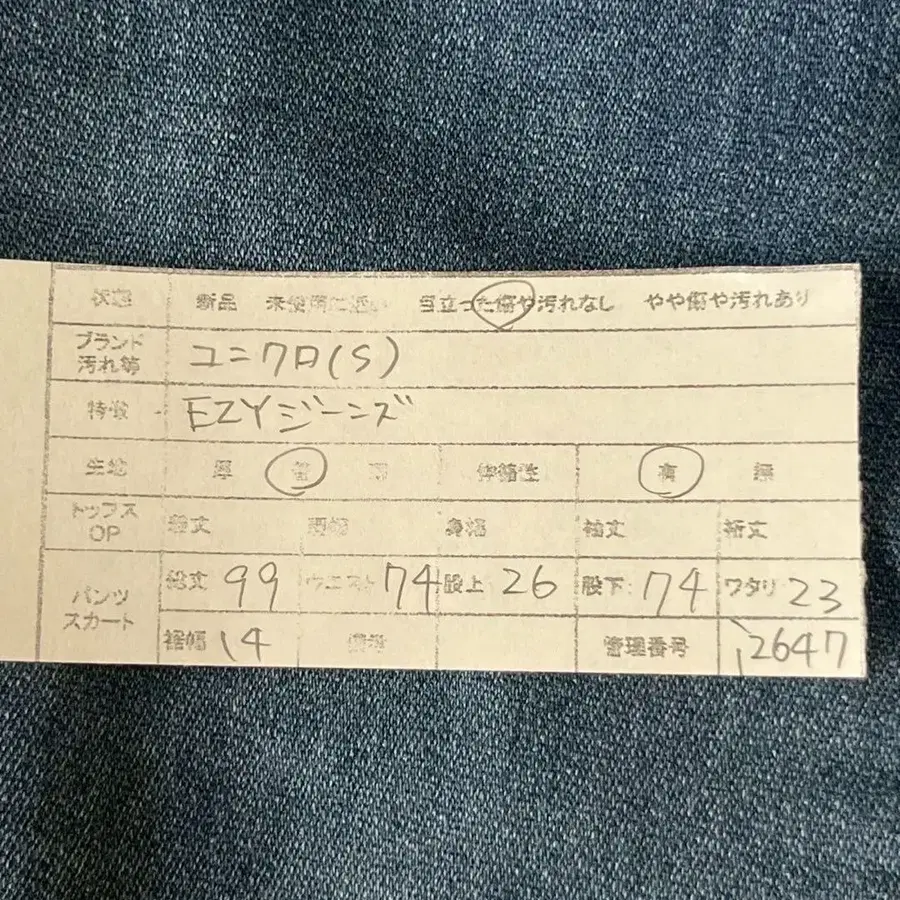 状態 新品 未使用に近い 目立った傷や汚れなし やや傷や汚れあり
ブランド 汚れ等 ユニクロ(S)
特徴 EZYジーンズ
生地 厚 普 薄 伸縮性 有 無
トップス OP 着丈 肩幅 身幅 袖丈 裄丈
パンツ スカート 総丈 99 ウエスト 74 股上 26 股下 74 ワタリ 23
裾幅 14 管理番号 12647